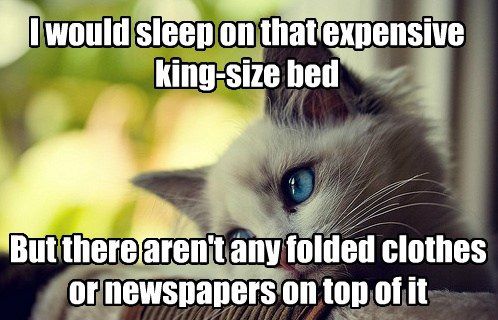 I would sleep on that expensive
king-size bed
But there aren't any folded clothes
or newspapers on top of it